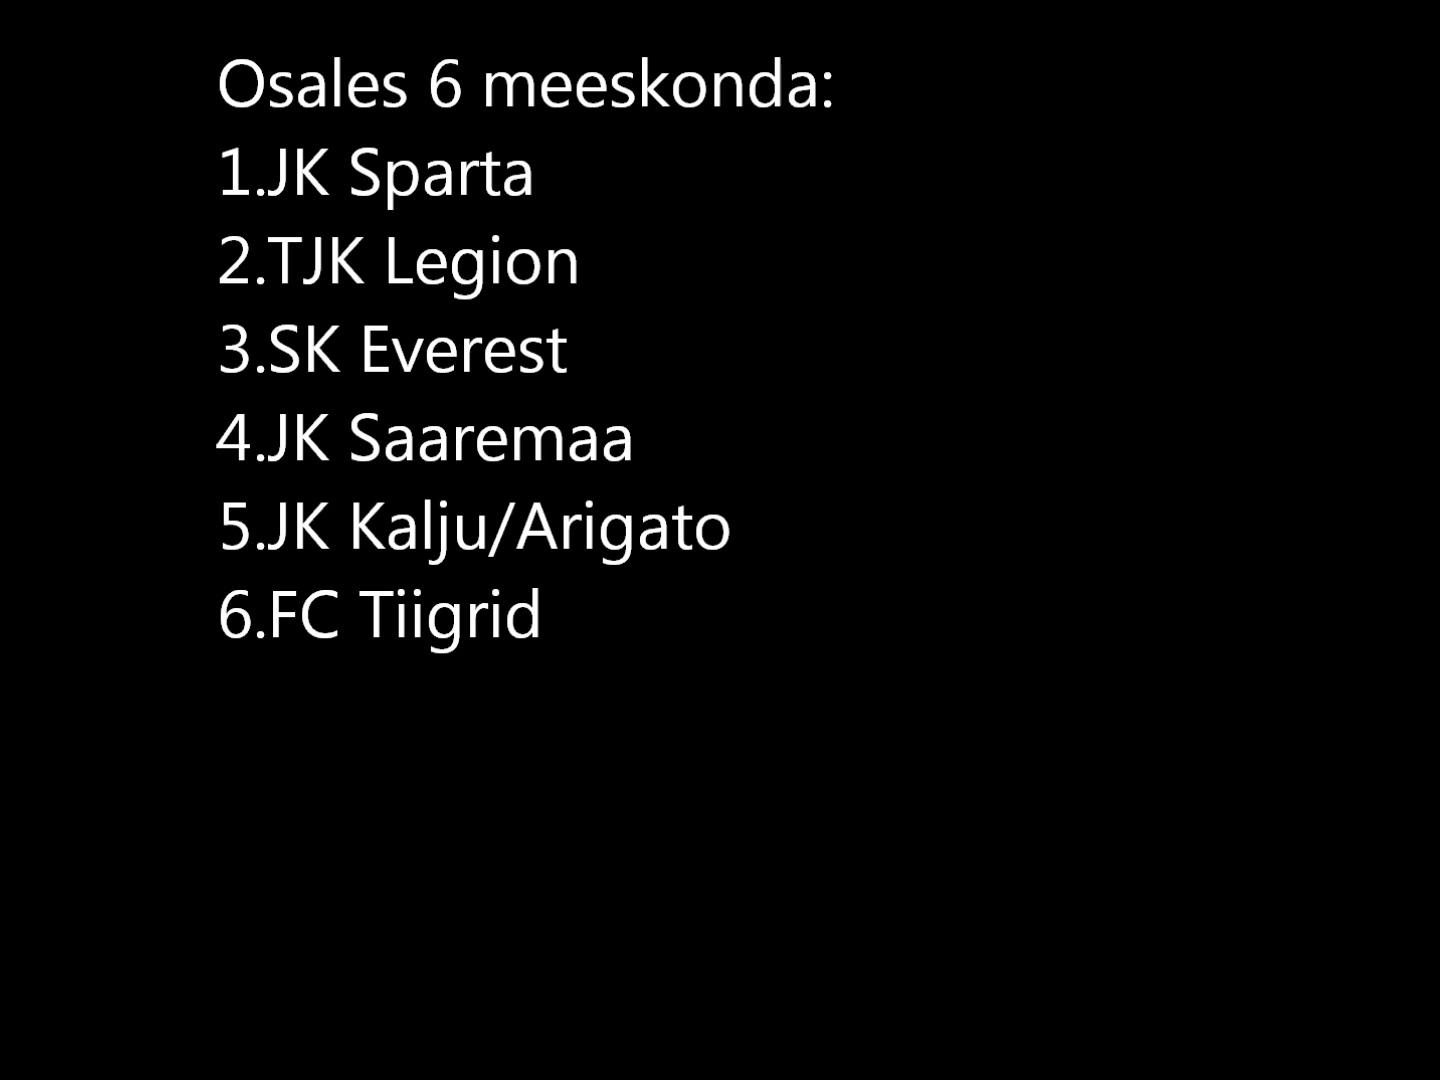 Osales 6 meeskonda:
1.JK Sparta
2.TJK Legion
3.SK Everest
4.JK Saaremaa
5.JK Kalju/Arigato
6.FC Tiigrid